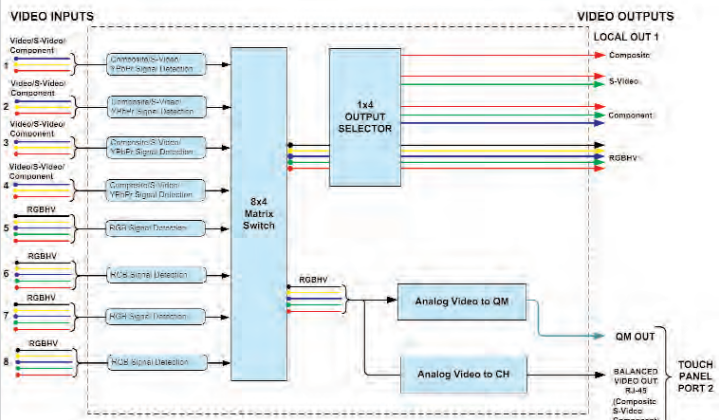 VIDEO INPUTS
VIDEO OUTPUTS
LOCAL OUT 1
Video/S-Video/
Component
1
Composite/S-Video/
YPbPr Signal Detection
Video/S-Video/
Component
2
Composite/S-Video/
YPbPr Signal Detection
Video/S-Video/
Component
3
Composite/S-Video/
YPbPr Signal Detection
Video/S-Video/
Component
4
Composite/S-Video/
YPbPr Signal Detection
RGBHV
5
RGB Signal Detection
RGBHV
6
RGB Signal Detection
RGBHV
7
RGB Signal Detection
RGBHV
8
RGB Signal Detection
8x4
Matrix
Switch
1x4
OUTPUT
SELECTOR
Composite
S-Video
Component
RGBHV
RGBHV
Analog Video to QM
Analog Video to CH
QM OUT
BALANCED
VIDEO OUT
RJ-45
(Composite
S-Video
TOUCH
PANEL
PORT 2